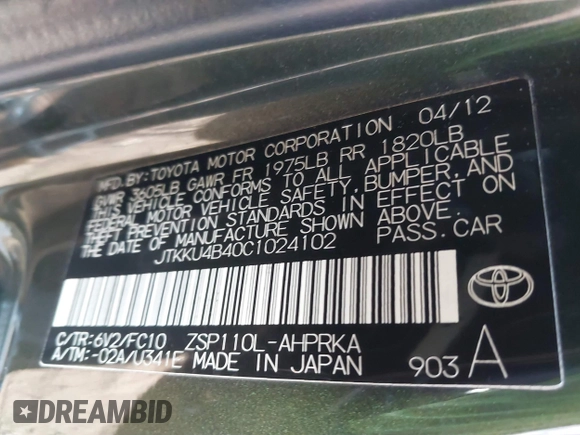 MFD. BY: TOYOTA MOTOR CORPORATION 04/12
GVWR 3605LB GAWR FR 1975LB RR 1820LB
THIS VEHICLE CONFORMS TO ALL APPLICABLE
FEDERAL MOTOR VEHICLE SAFETY, BUMPER, AND
THEFT PREVENTION STANDARDS IN EFFECT ON
THE DATE OF MANUFACTURE SHOWN ABOVE.
JTKKU4B40C1024102 PASS. CAR
C/TR: 6V2/FC10 ZSP110L-AHPRKA
A/TM: -02A/U341E MADE IN JAPAN 903 A
DREAMBID